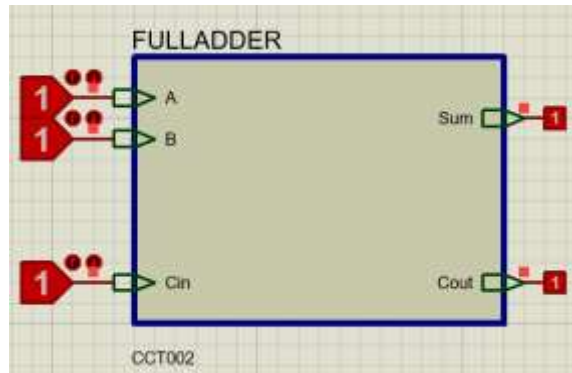 FULLADDER
1 A
1 B
Sum 1
1 Cin
Cout 1
CCT002